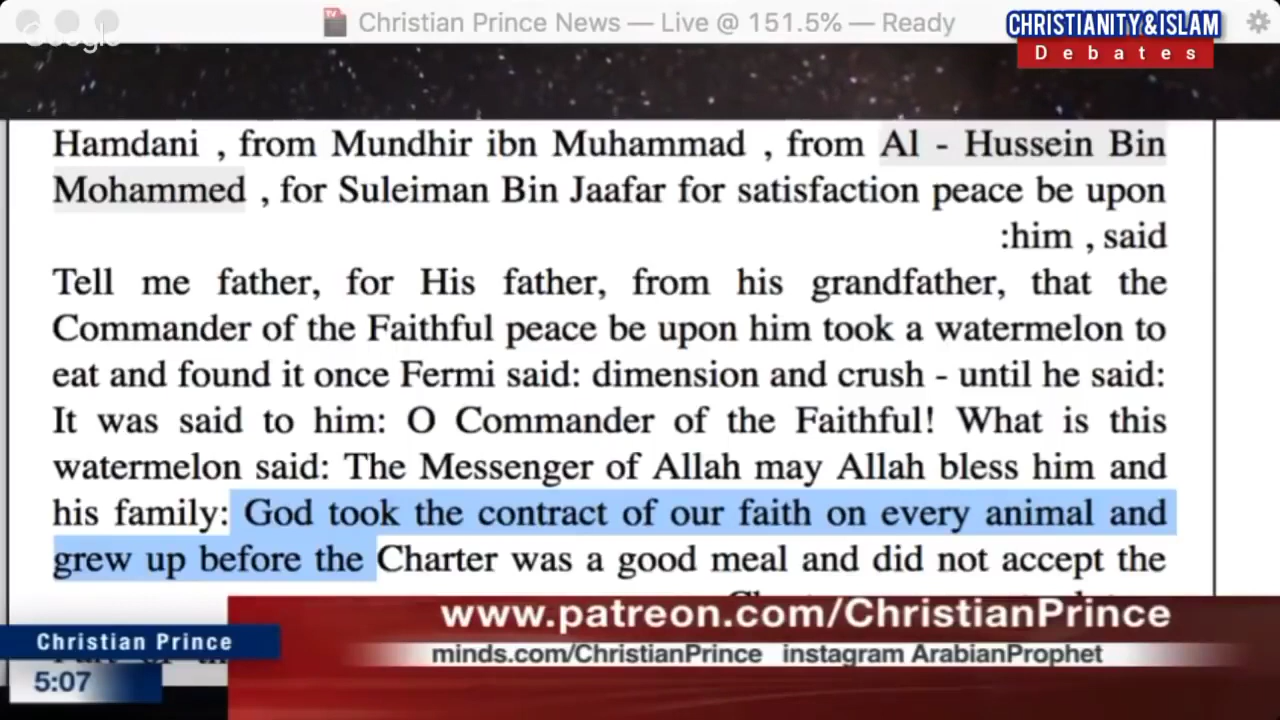 Christian Prince News — Live @ 151.5% — Ready
Google
CHRISTIANITY & ISLAM
Debates
Hamdani , from Mundhir ibn Muhammad , from Al - Hussein Bin
Mohammed , for Suleiman Bin Jaafar for satisfaction peace be upon
:him , said
Tell me father, for His father, from his grandfather, that the
Commander of the Faithful peace be upon him took a watermelon to
eat and found it once Fermi said: dimension and crush - until he said:
It was said to him: O Commander of the Faithful! What is this
watermelon said: The Messenger of Allah may Allah bless him and
his family: God took the contract of our faith on every animal and
grew up before the Charter was a good meal and did not accept the
www.patreon.com/ChristianPrince
Christian Prince
minds.com/ChristianPrince instagram ArabianProphet
5:07